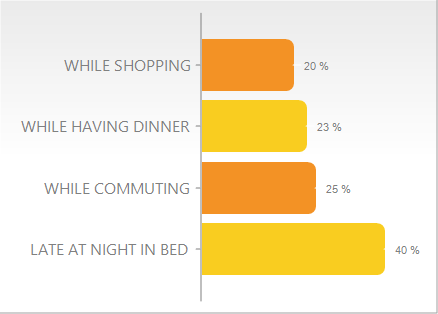 WHILE SHOPPING 20 %
WHILE HAVING DINNER 23 %
WHILE COMMUTING 25 %
LATE AT NIGHT IN BED 40 %